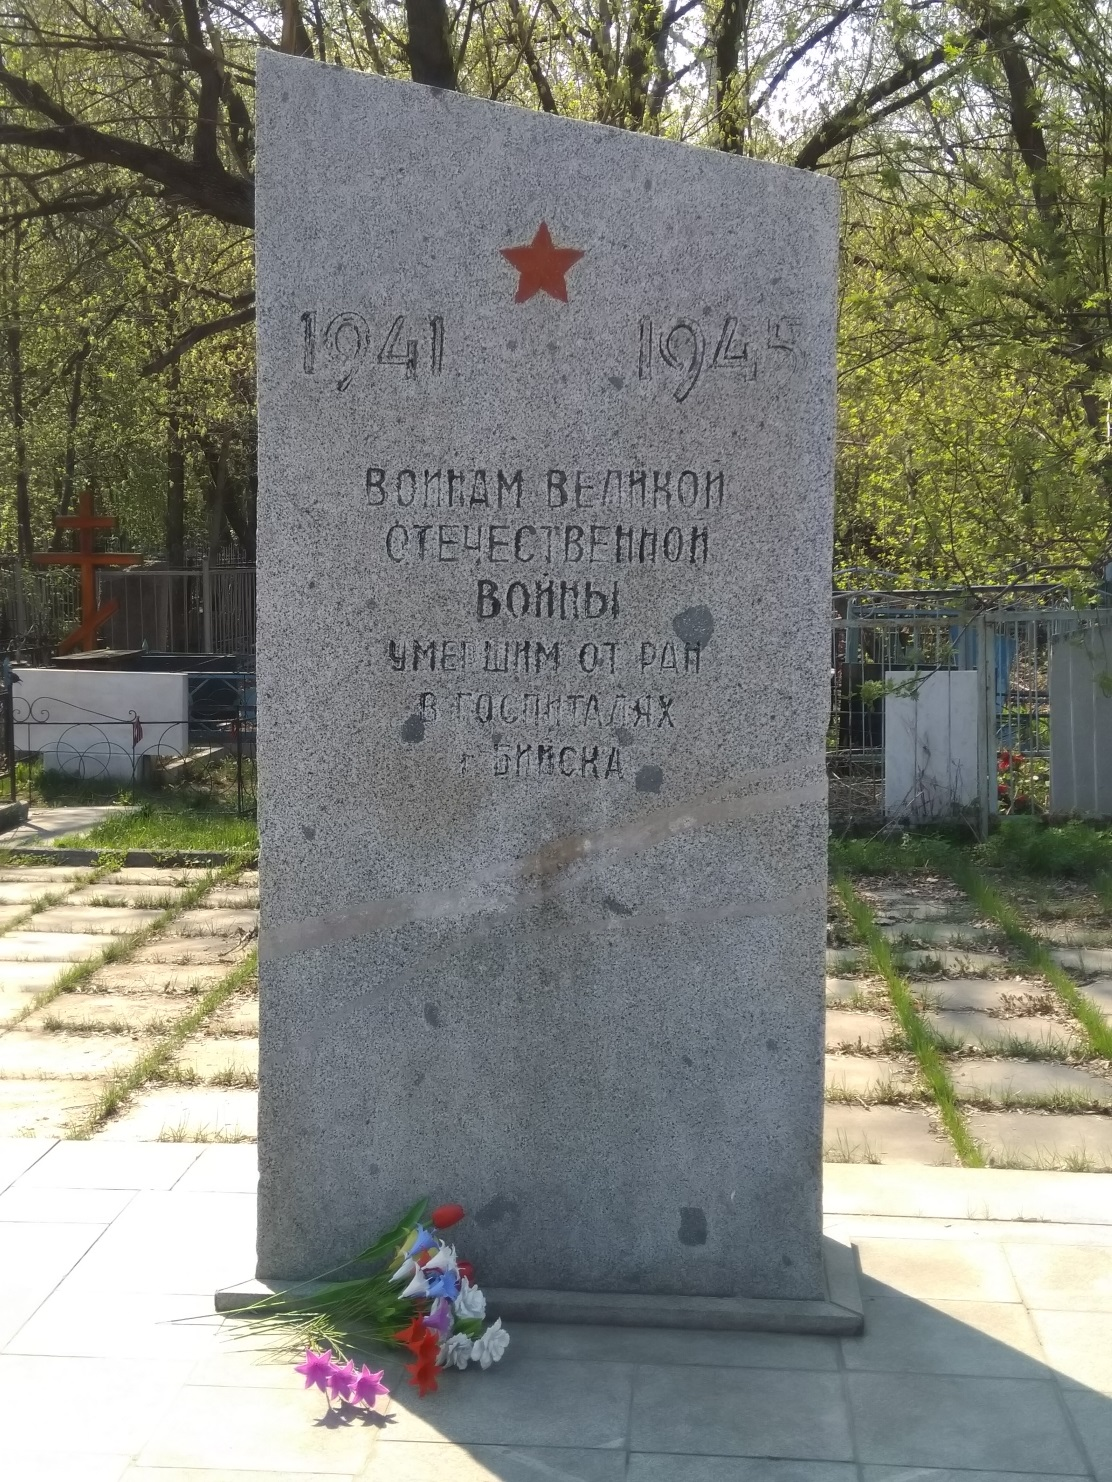 1941 1945
ВОИНАМ ВЕЛИКОЙ
ОТЕЧЕСТВЕННОЙ
ВОЙНЫ
УМЕРШИМ ОТ РАН
В ГОСПИТАЛЯХ
г БИЙСКА